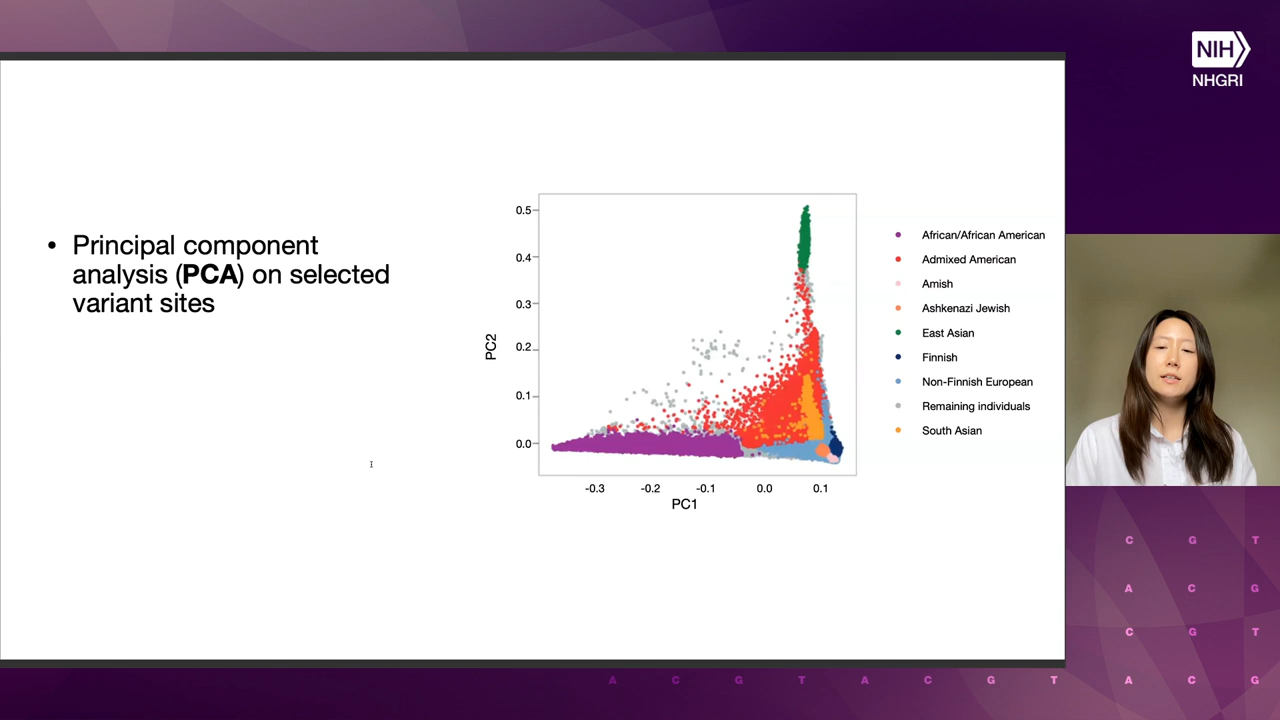 NIH
NHGRI
• Principal component
analysis (PCA) on selected
variant sites
PC2
0.5
0.4
0.3
0.2
0.1
0.0
-0.3 -0.2 -0.1 0.0 0.1
PC1
African/African American
Admixed American
Amish
Ashkenazi Jewish
East Asian
Finnish
Non-Finnish European
Remaining individuals
South Asian
C G T
A C G
C G T
A C G T A C G T A C G